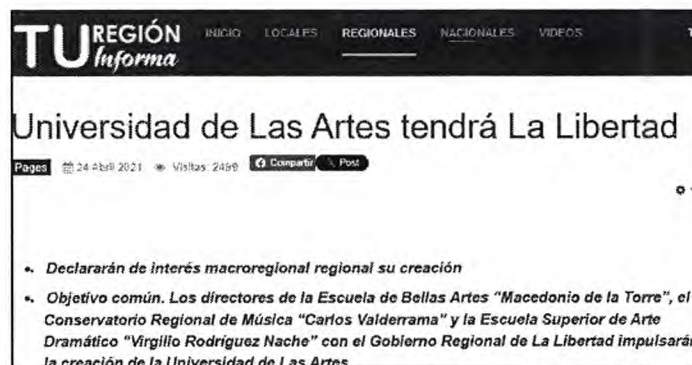 TU REGIÓN Informa
INICIO LOCALES REGIONALES NACIONALES VIDEOS
Universidad de Las Artes tendrá La Libertad
Pages 24 Abril 2021 Visitas: 2499 Compartir Post
• Declararán de interés macroregional regional su creación
• Objetivo común. Los directores de la Escuela de Bellas Artes "Macedonio de la Torre", el
Conservatorio Regional de Música "Carlos Valderrama" y la Escuela Superior de Arte
Dramático "Virgilio Rodríguez Nache" con el Gobierno Regional de La Libertad impulsarán
la creación de la Universidad de Las Artes